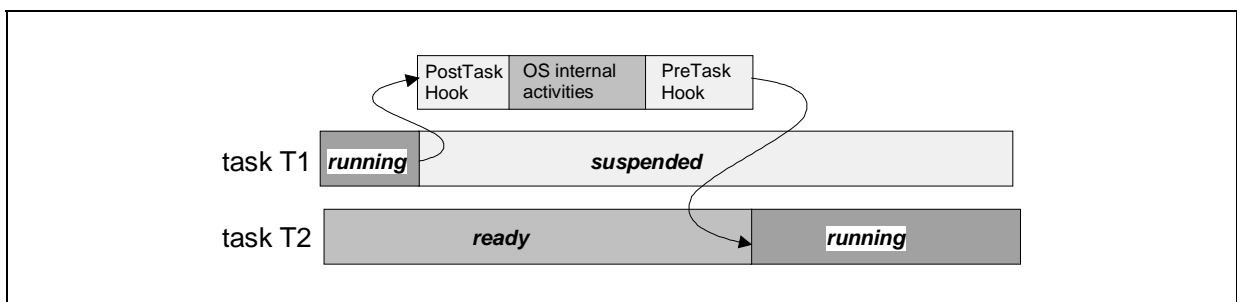 PostTask
Hook
OS internal
activities
PreTask
Hook
task T1
running
suspended
task T2
ready
running